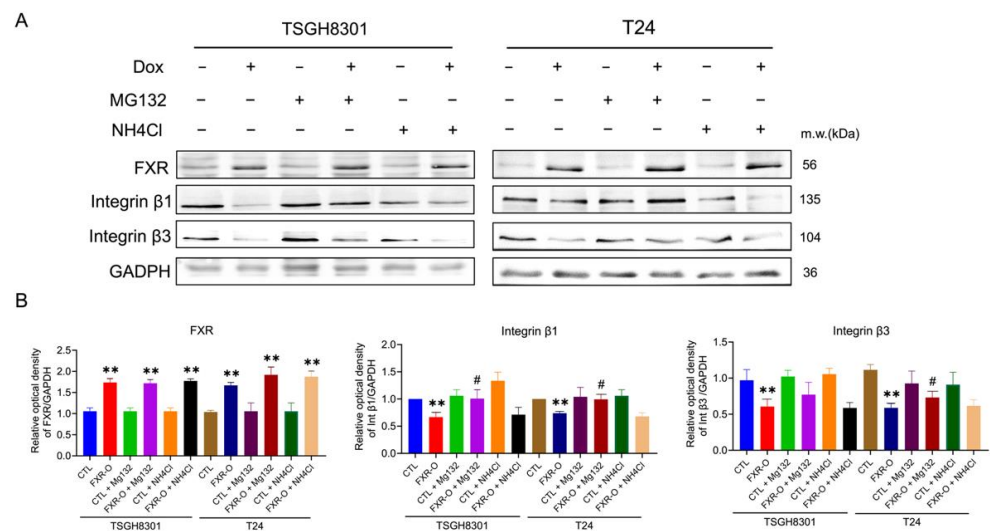 A
TSGH8301 T24
Dox - + - + - + - + - + - +
MG132 - - + + - - - - + + - -
NH4Cl - - - - + + - - - - + + m.w.(kDa)
FXR 56
Integrin β1 135
Integrin β3 104
GADPH 36
B
FXR
Relative optical density
of FXR/GAPDH
2.5
2.0
1.5
1.0
0.5
0.0
** ** ** ** ** **
CTL
FXR-O
CTL + Mg132
FXR-O + Mg132
CTL + NH4Cl
FXR-O + NH4Cl
CTL
FXR-O
CTL + Mg132
FXR-O + Mg132
CTL + NH4Cl
FXR-O + NH4Cl
TSGH8301 T24
Integrin β1
Relative optical density
of Int β1/GAPDH
2.0
1.5
1.0
0.5
0.0
** # ** #
CTL
FXR-O
CTL + Mg132
FXR-O + Mg132
CTL + NH4Cl
FXR-O + NH4Cl
CTL
FXR-O
CTL + Mg132
FXR-O + Mg132
CTL + NH4Cl
FXR-O + NH4Cl
TSGH8301 T24
Integrin β3
Relative optical density
of Int β3 /GAPDH
2.0
1.5
1.0
0.5
0.0
** ** #
CTL
FXR-O
CTL + Mg132
FXR-O + Mg132
CTL + NH4Cl
FXR-O + NH4Cl
CTL
FXR-O
CTL + Mg132
FXR-O + Mg132
CTL + NH4Cl
FXR-O + NH4Cl
TSGH8301 T24